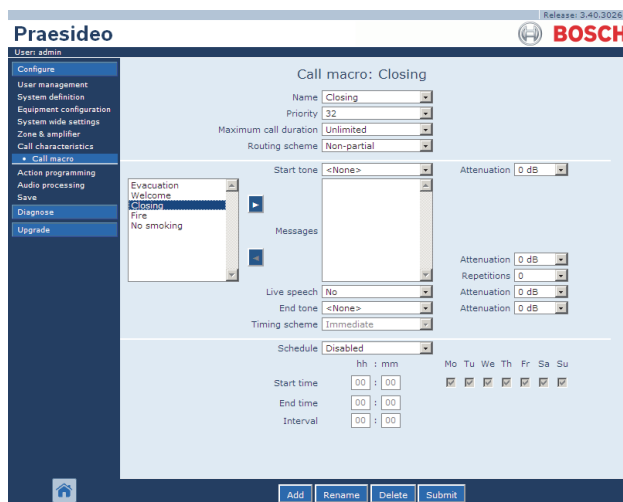 Release: 3.40.3026
Praesideo
BOSCH
User: admin
Configure
User management
System definition
Equipment configuration
System wide settings
Zone & amplifier
Call characteristics
• Call macro
Action programming
Audio processing
Save
Diagnose
Upgrade
Call macro: Closing
Name Closing
Priority 32
Maximum call duration Unlimited
Routing scheme Non-partial
Start tone <None> Attenuation 0 dB
Evacuation
Welcome
Closing
Fire
No smoking
Messages
Attenuation 0 dB
Repetitions 0
Live speech No Attenuation 0 dB
End tone <None> Attenuation 0 dB
Timing scheme Immediate
Schedule Disabled
hh : mm Mo Tu We Th Fr Sa Su
Start time 00 : 00
End time 00 : 00
Interval 00 : 00
Add Rename Delete Submit